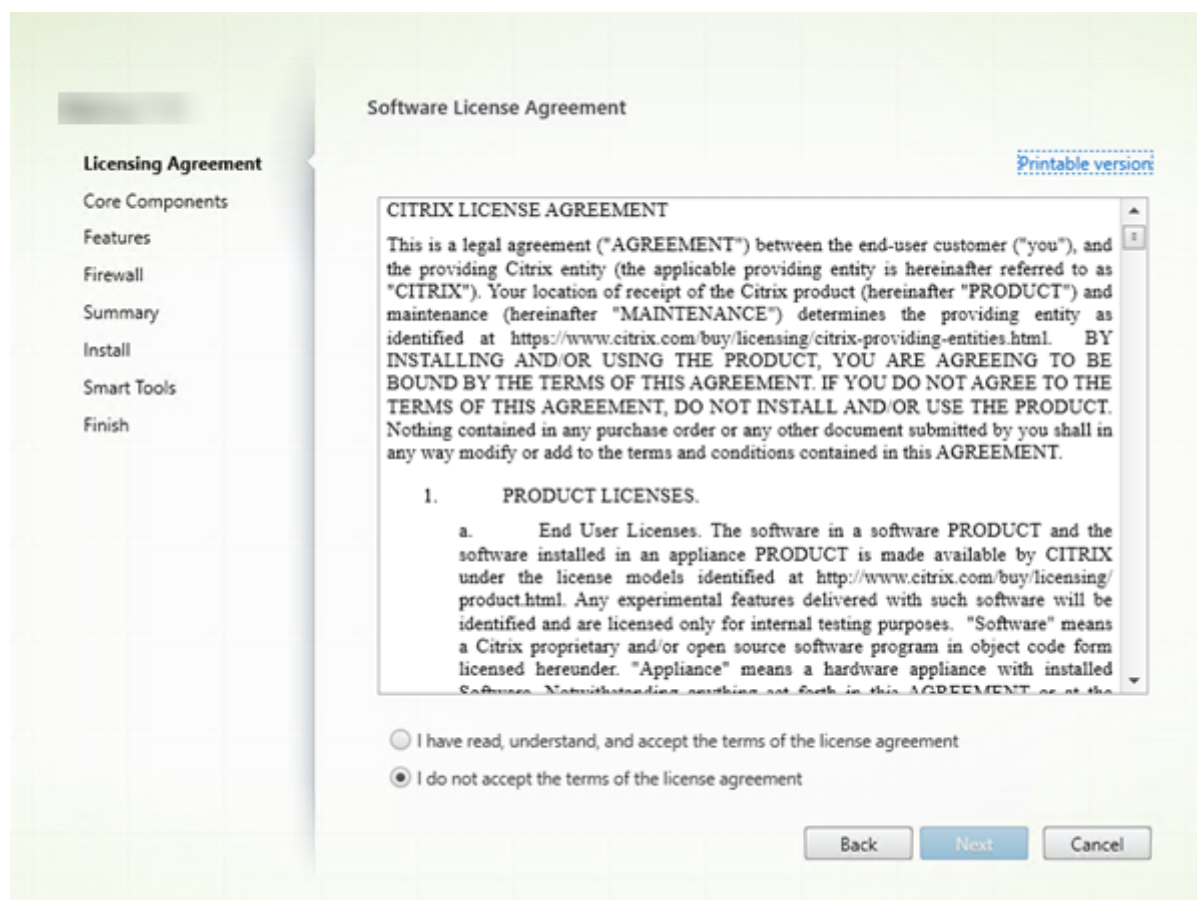 Software License Agreement
Licensing Agreement
Core Components
Features
Firewall
Summary
Install
Smart Tools
Finish
Printable version
CITRIX LICENSE AGREEMENT
This is a legal agreement ("AGREEMENT") between the end-user customer ("you"), and
the providing Citrix entity (the applicable providing entity is hereinafter referred to as
"CITRIX"). Your location of receipt of the Citrix product (hereinafter "PRODUCT") and
maintenance (hereinafter "MAINTENANCE") determines the providing entity as
identified at https://www.citrix.com/buy/licensing/citrix-providing-entities.html. BY
INSTALLING AND/OR USING THE PRODUCT, YOU ARE AGREEING TO BE
BOUND BY THE TERMS OF THIS AGREEMENT. IF YOU DO NOT AGREE TO THE
TERMS OF THIS AGREEMENT, DO NOT INSTALL AND/OR USE THE PRODUCT.
Nothing contained in any purchase order or any other document submitted by you shall in
any way modify or add to the terms and conditions contained in this AGREEMENT.
1. PRODUCT LICENSES.
a. End User Licenses. The software in a software PRODUCT and the
software installed in an appliance PRODUCT is made available by CITRIX
under the license models identified at http://www.citrix.com/buy/licensing/
product.html. Any experimental features delivered with such software will be
identified and are licensed only for internal testing purposes. "Software" means
a Citrix proprietary and/or open source software program in object code form
licensed hereunder. "Appliance" means a hardware appliance with installed
Software. Notwithstanding anything set forth in this AGREEMENT or at the
I have read, understand, and accept the terms of the license agreement
I do not accept the terms of the license agreement
Back
Next
Cancel